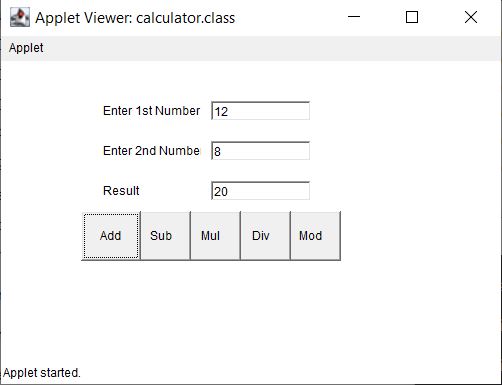 Applet Viewer: calculator.class
Applet
Enter 1st Number 12
Enter 2nd Numbe 8
Result 20
Add Sub Mul Div Mod
Applet started.